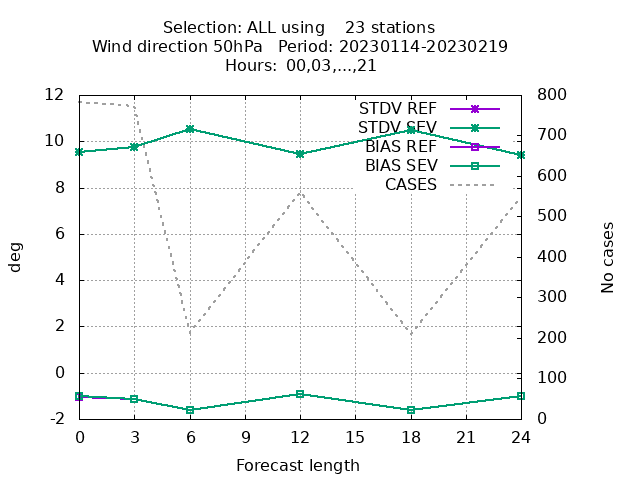 Selection: ALL using    23 stations
Wind direction 50hPa   Period: 20230114-20230219
Hours: 00,03,...,21
STDV REF
STDV SEV
BIAS REF
BIAS SEV
CASES
12
10
8
6
4
2
0
-2
deg
800
700
600
500
400
300
200
100
0
No cases
0 3 6 9 12 15 18 21 24
Forecast length